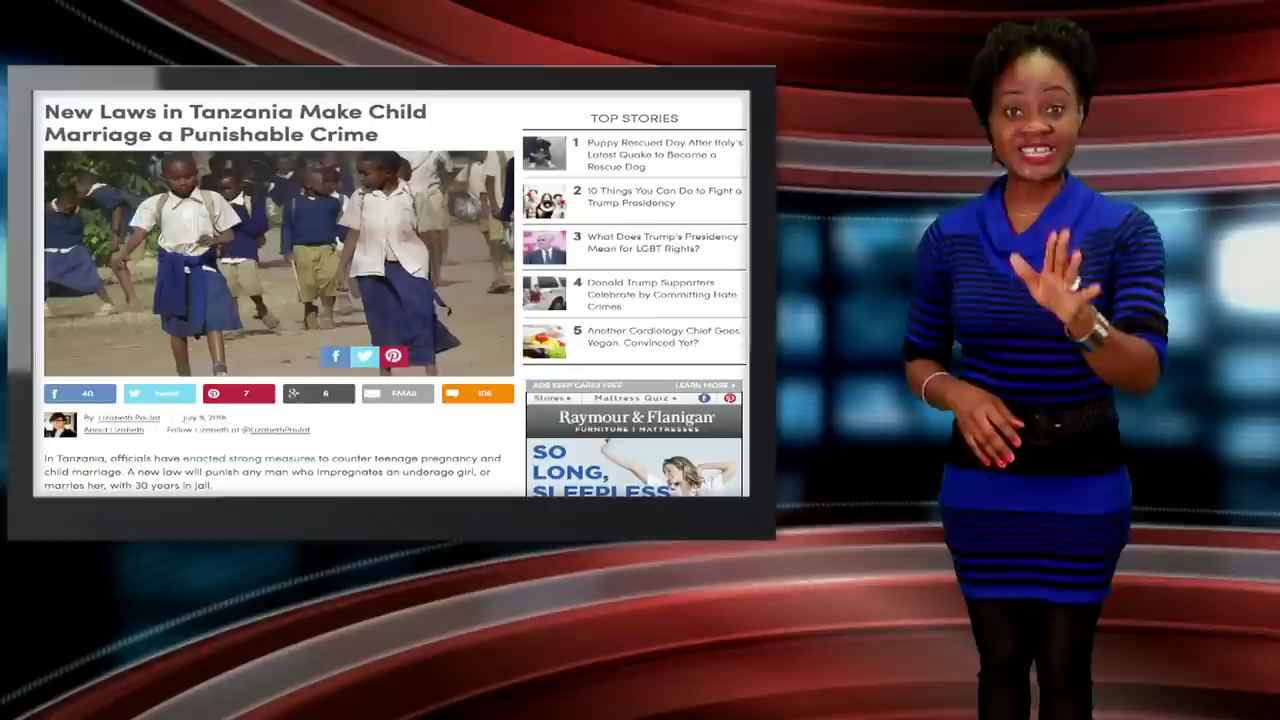 New Laws in Tanzania Make Child
Marriage a Punishable Crime
40
tweet
7
6
EMAIL
106
By: Lizabeth Paulat
July 9, 2016
About Lizabeth
Follow Lizabeth at @LizabethPaulat
In Tanzania, officials have enacted strong measures to counter teenage pregnancy and
child marriage. A new law will punish any man who impregnates an underage girl, or
marries her, with 30 years in jail.
TOP STORIES
1 Puppy Rescued Day After Italy's
Latest Quake to Become a
Rescue Dog
2 10 Things You Can Do to Fight a
Trump Presidency
3 What Does Trump's Presidency
Mean for LGBT Rights?
4 Donald Trump Supporters
Celebrate by Committing Hate
Crimes
5 Another Cardiology Chief Goes
Vegan. Convinced Yet?
ADS KEEP CARE2 FREE
LEARN MORE
Stores
Mattress Quiz
Raymour & Flanigan
FURNITURE | MATTRESSES
SO
LONG,
SLEEPLESS